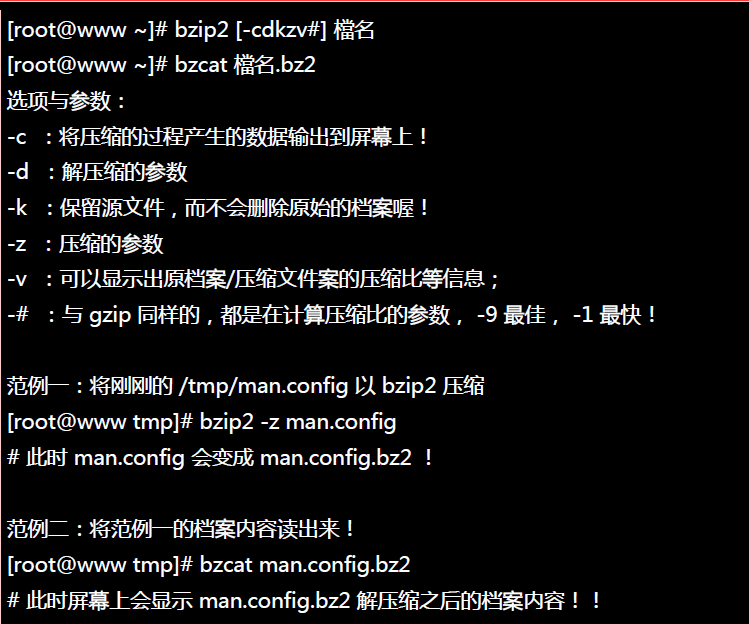 [root@www ~]# bzip2 [-cdkzv#] 檔名
[root@www ~]# bzcat 檔名.bz2
选项与参数：
-c ：将压缩的过程产生的数据输出到屏幕上！
-d ：解压缩的参数
-k ：保留源文件，而不会删除原始的档案喔！
-z ：压缩的参数
-v ：可以显示出原档案/压缩文件案的压缩比等信息；
-# ：与 gzip 同样的，都是在计算压缩比的参数， -9 最佳， -1 最快！
范例一：将刚刚的 /tmp/man.config 以 bzip2 压缩
[root@www tmp]# bzip2 -z man.config
# 此时 man.config 会变成 man.config.bz2 ！
范例二：将范例一的档案内容读出来！
[root@www tmp]# bzcat man.config.bz2
# 此时屏幕上会显示 man.config.bz2 解压缩之后的档案内容！！